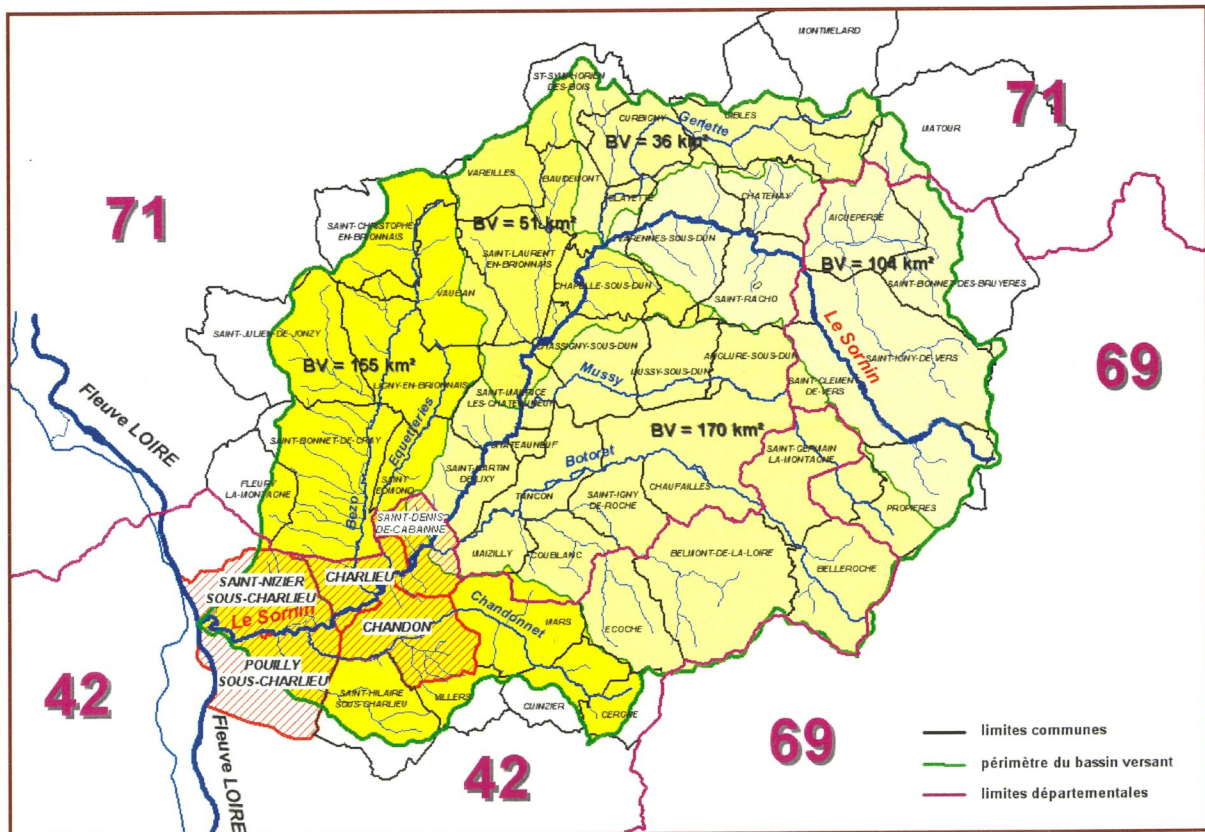 MONTMELARD
71
ST-SYMPHORIEN
DES-BOIS
CURBIGNY
Genette
GIBLES
MATOUR
BV = 36 km²
VAREILLES
BAUDEMONT
CLAYETTE
CHATENAY
AIGUEPERSE
71
SAINT-CHRISTOPHE
EN-BRIONNAIS
BV = 51 km²
VARENNES-SOUS-DUN
SAINT-LAURENT
EN-BRIONNAIS
BV = 104 km²
SAINT-BONNET-DES-BRUYERES
VAUBAN
CHAPELLE-SOUS-DUN
SAINT-RACHO
SAINT-JULIEN-DE-JONZY
CHASSIGNY-SOUS-DUN
Le Sornin
SAINT-IGNY-DE-VERS
69
BV = 155 km²
LIGNY-EN-BRIONNAIS
Mussy
MUSSY-SOUS-DUN
ANGLURE-SOUS-DUN
SAINT-CLEMENT
DE-VERS
SAINT-MAURICE
LES-CHATEAUNEUF
Fleuve LOIRE
Equetteries
BV = 170 km²
SAINT-BONNET-DE-CRAY
CHATEAUNEUF
Botoret
SAINT-GERMAIN
LA-MONTAGNE
FLEURY
LA-MONTAGNE
Bezo
SAINT
EDMOND
SAINT-MARTIN
DE-LIXY
TANCON
SAINT-IGNY
DE-ROCHE
CHAUFAILLES
PROPIERES
SAINT-DENIS
DE-CABANNE
MAIZILLY
COUBLANC
BELMONT-DE-LA-LOIRE
BELLEROCHE
SAINT-NIZIER
SOUS-CHARLIEU
CHARLIEU
Le Sornin
CHANDON
Chandonnet
MARS
ECOCHE
42
POUILLY
SOUS-CHARLIEU
SAINT-HILAIRE
SOUS-CHARLIEU
VILLERS
CUINZIER
CERGNE
Fleuve LOIRE
42
69
limites communes
périmètre du bassin versant
limites départementales